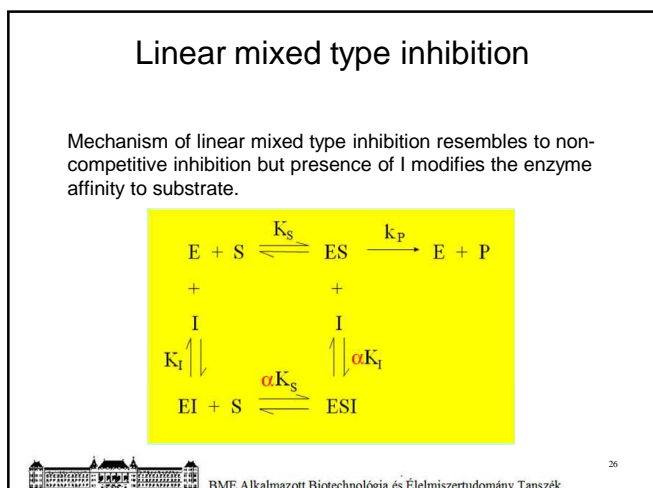 Linear mixed type inhibition
Mechanism of linear mixed type inhibition resembles to non-
competitive inhibition but presence of I modifies the enzyme
affinity to substrate.
K_S k_P
E + S ⇌ ES → E + P
+ +
I I
K_I ⇅ ⇅ αK_I
αK_S
EI + S ⇌ ESI
26
BME Alkalmazott Biotechnológia és Élelmiszertudomány Tanszék